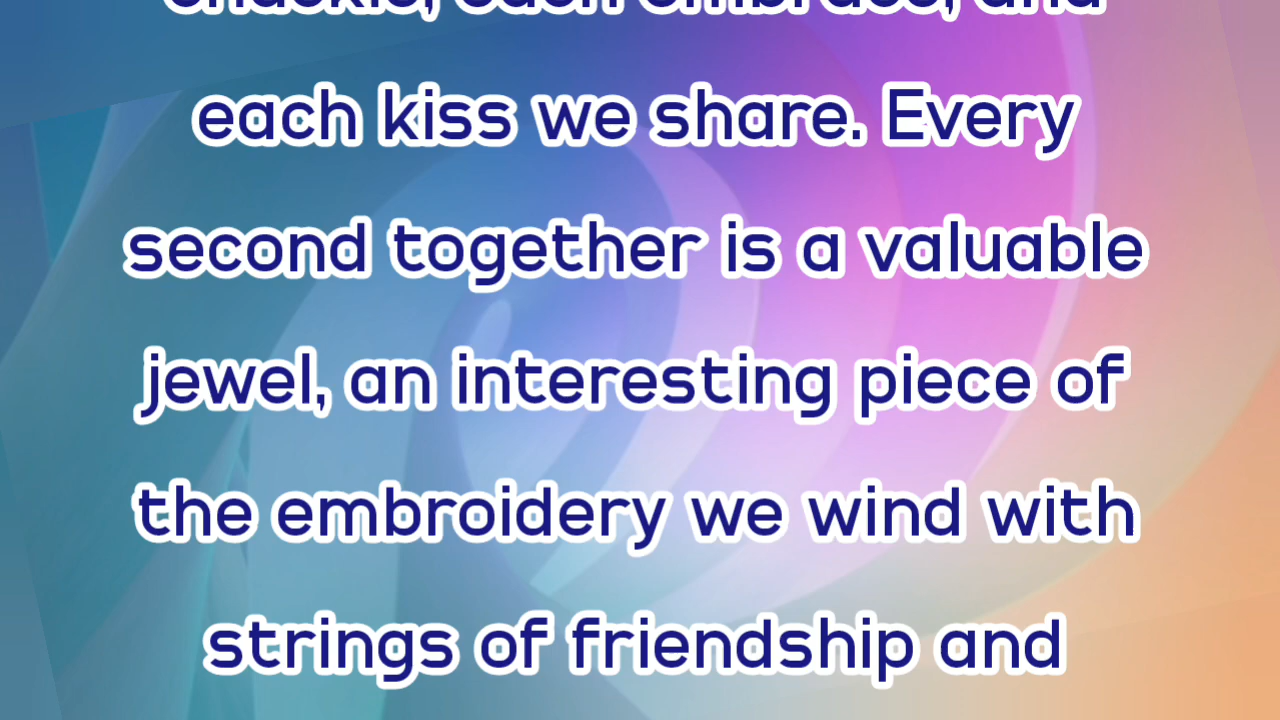 chuckle, each embrace, and
each kiss we share. Every
second together is a valuable
jewel, an interesting piece of
the embroidery we wind with
strings of friendship and